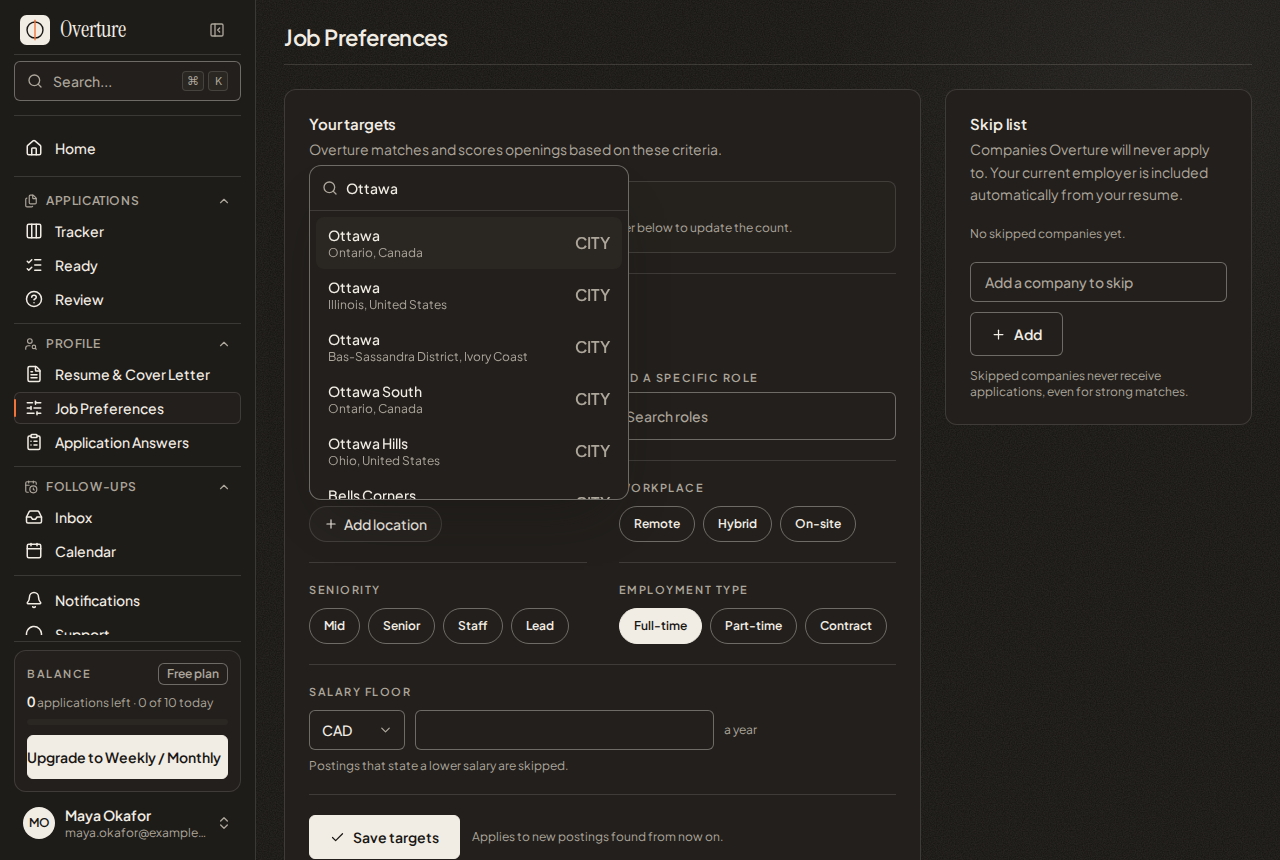 Overture
Search...
⌘ K
Home
APPLICATIONS
Tracker
Ready
Review
PROFILE
Resume & Cover Letter
Job Preferences
Application Answers
FOLLOW-UPS
Inbox
Calendar
Notifications
Support
BALANCE
Free plan
0 applications left · 0 of 10 today
Upgrade to Weekly / Monthly
MO
Maya Okafor
maya.okafor@example...
Job Preferences
Your targets
Overture matches and scores openings based on these criteria.
Ottawa
Ottawa
Ontario, Canada
CITY
Ottawa
Illinois, United States
CITY
Ottawa
Bas-Sassandra District, Ivory Coast
CITY
Ottawa South
Ontario, Canada
CITY
Ottawa Hills
Ohio, United States
CITY
Bells Corners
CITY
below to update the count.
D A SPECIFIC ROLE
Search roles
Add location
WORKPLACE
Remote
Hybrid
On-site
SENIORITY
Mid
Senior
Staff
Lead
EMPLOYMENT TYPE
Full-time
Part-time
Contract
SALARY FLOOR
CAD
a year
Postings that state a lower salary are skipped.
Save targets
Applies to new postings found from now on.
Skip list
Companies Overture will never apply
to. Your current employer is included
automatically from your resume.
No skipped companies yet.
Add a company to skip
Add
Skipped companies never receive
applications, even for strong matches.